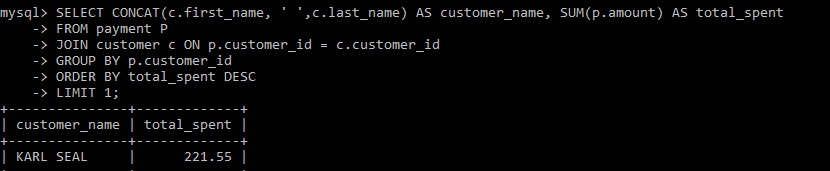 mysql> SELECT CONCAT(c.first_name, ' ',c.last_name) AS customer_name, SUM(p.amount) AS total_spent
    -> FROM payment P
    -> JOIN customer c ON p.customer_id = c.customer_id
    -> GROUP BY p.customer_id
    -> ORDER BY total_spent DESC
    -> LIMIT 1;
+---------------+-------------+
| customer_name | total_spent |
+---------------+-------------+
| KARL SEAL     |      221.55 |